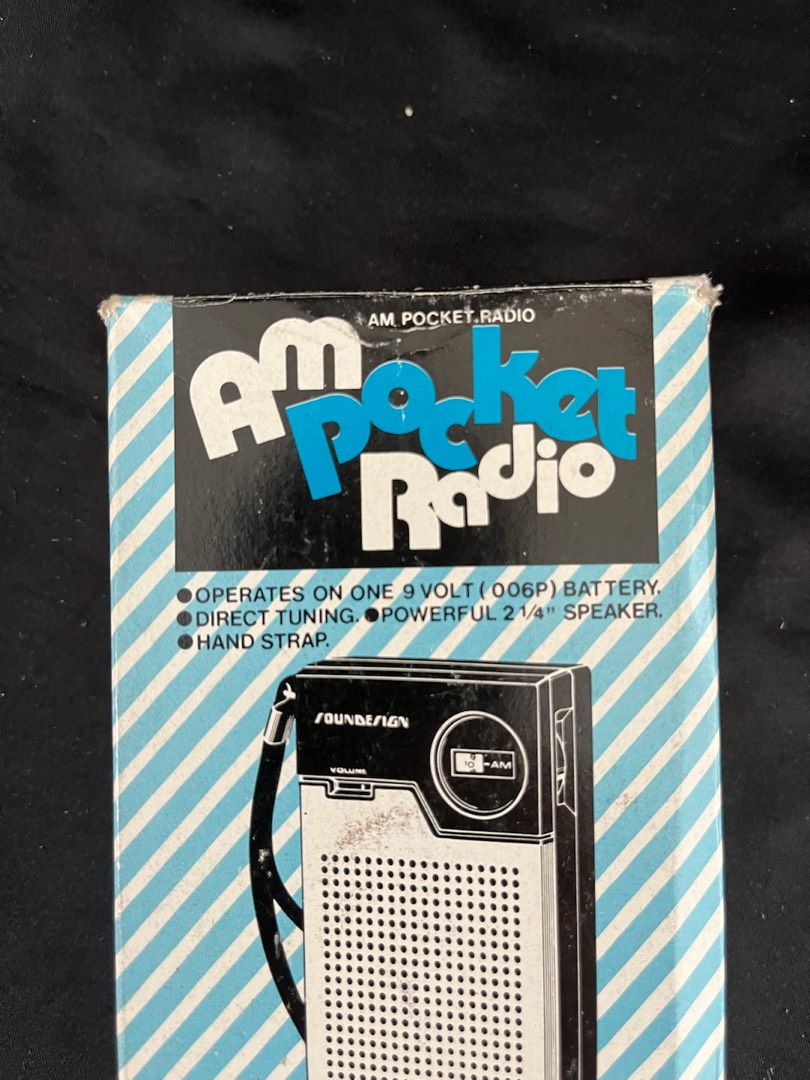 AM POCKET RADIO
AM
Pocket
Radio
●OPERATES ON ONE 9 VOLT (006P) BATTERY.
●DIRECT TUNING. ●POWERFUL 2 1/4" SPEAKER.
●HAND STRAP.
SOUNDESIGN
10 -AM
VOLUME